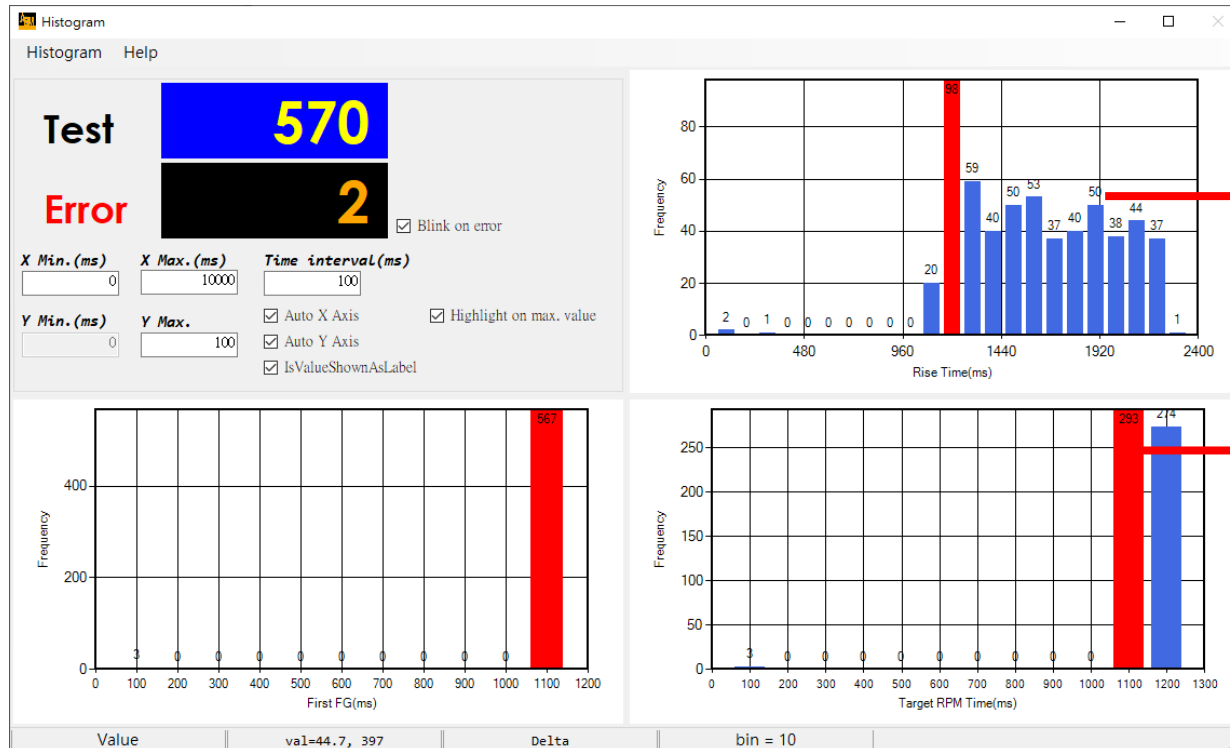 Histogram
Histogram Help
Test 570
Error 2
Blink on error
X Min.(ms) X Max.(ms) Time interval(ms)
0 10000 100
Auto X Axis Highlight on max. value
Y Min.(ms) Y Max.
0 100
Auto Y Axis
IsValueShownAsLabel
Frequency
80
60
40
20
0
2 0 1 0 0 0 0 0 0 0 20 98 59 40 50 53 37 40 50 38 44 37 1
0 480 960 1440 1920 2400
Rise Time(ms)
Frequency
400
200
0
3 0 0 0 0 0 0 0 0 0 567
0 100 200 300 400 500 600 700 800 900 1000 1100 1200
First FG(ms)
Frequency
250
200
150
100
50
0
3 0 0 0 0 0 0 0 0 0 293 274
0 100 200 300 400 500 600 700 800 900 1000 1100 1200 1300
Target RPM Time(ms)
Value val=44.7, 397 Delta bin = 10